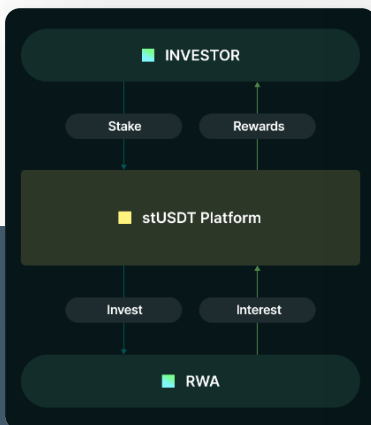 INVESTOR
Stake Rewards
stUSDT Platform
Invest Interest
RWA